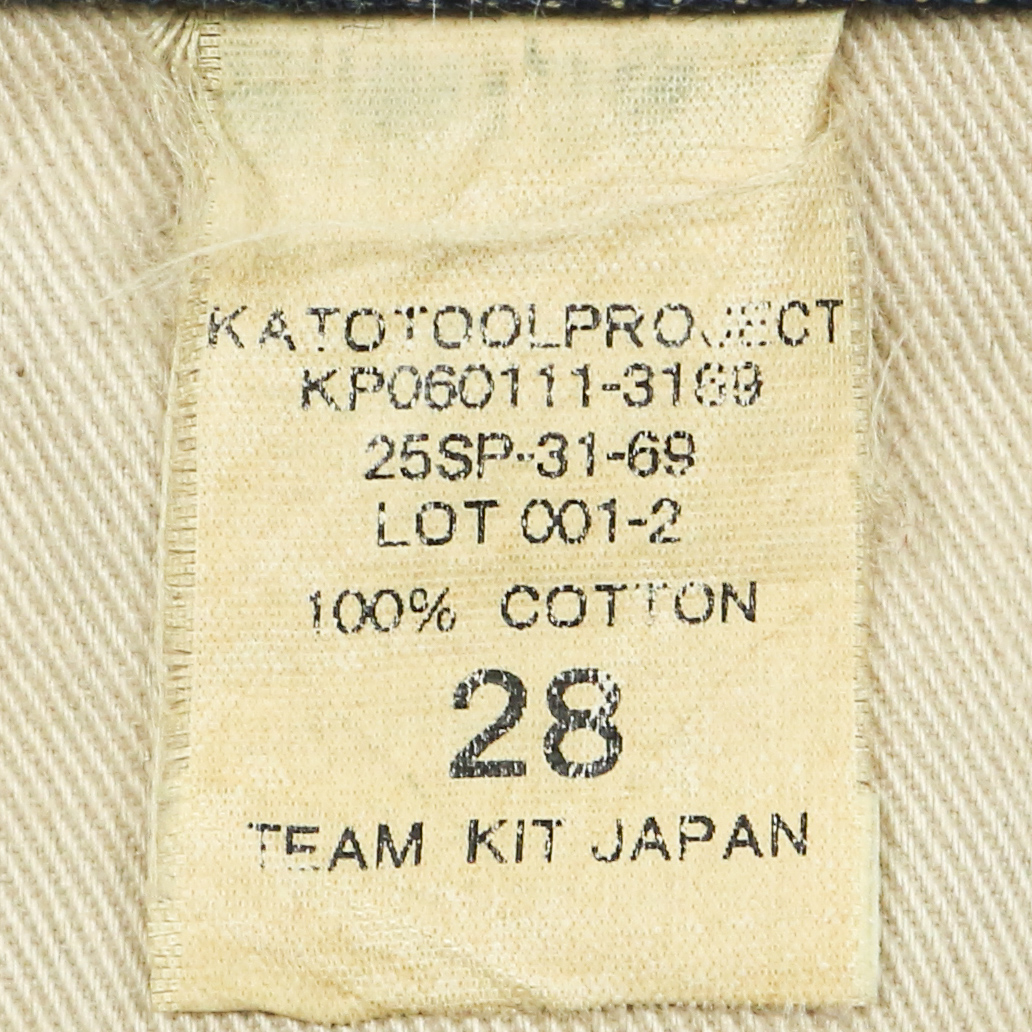 KATOTOOLPROJECT
KP060111-3169
25SP-31-69
LOT 001-2
100% COTTON
28
TEAM KIT JAPAN